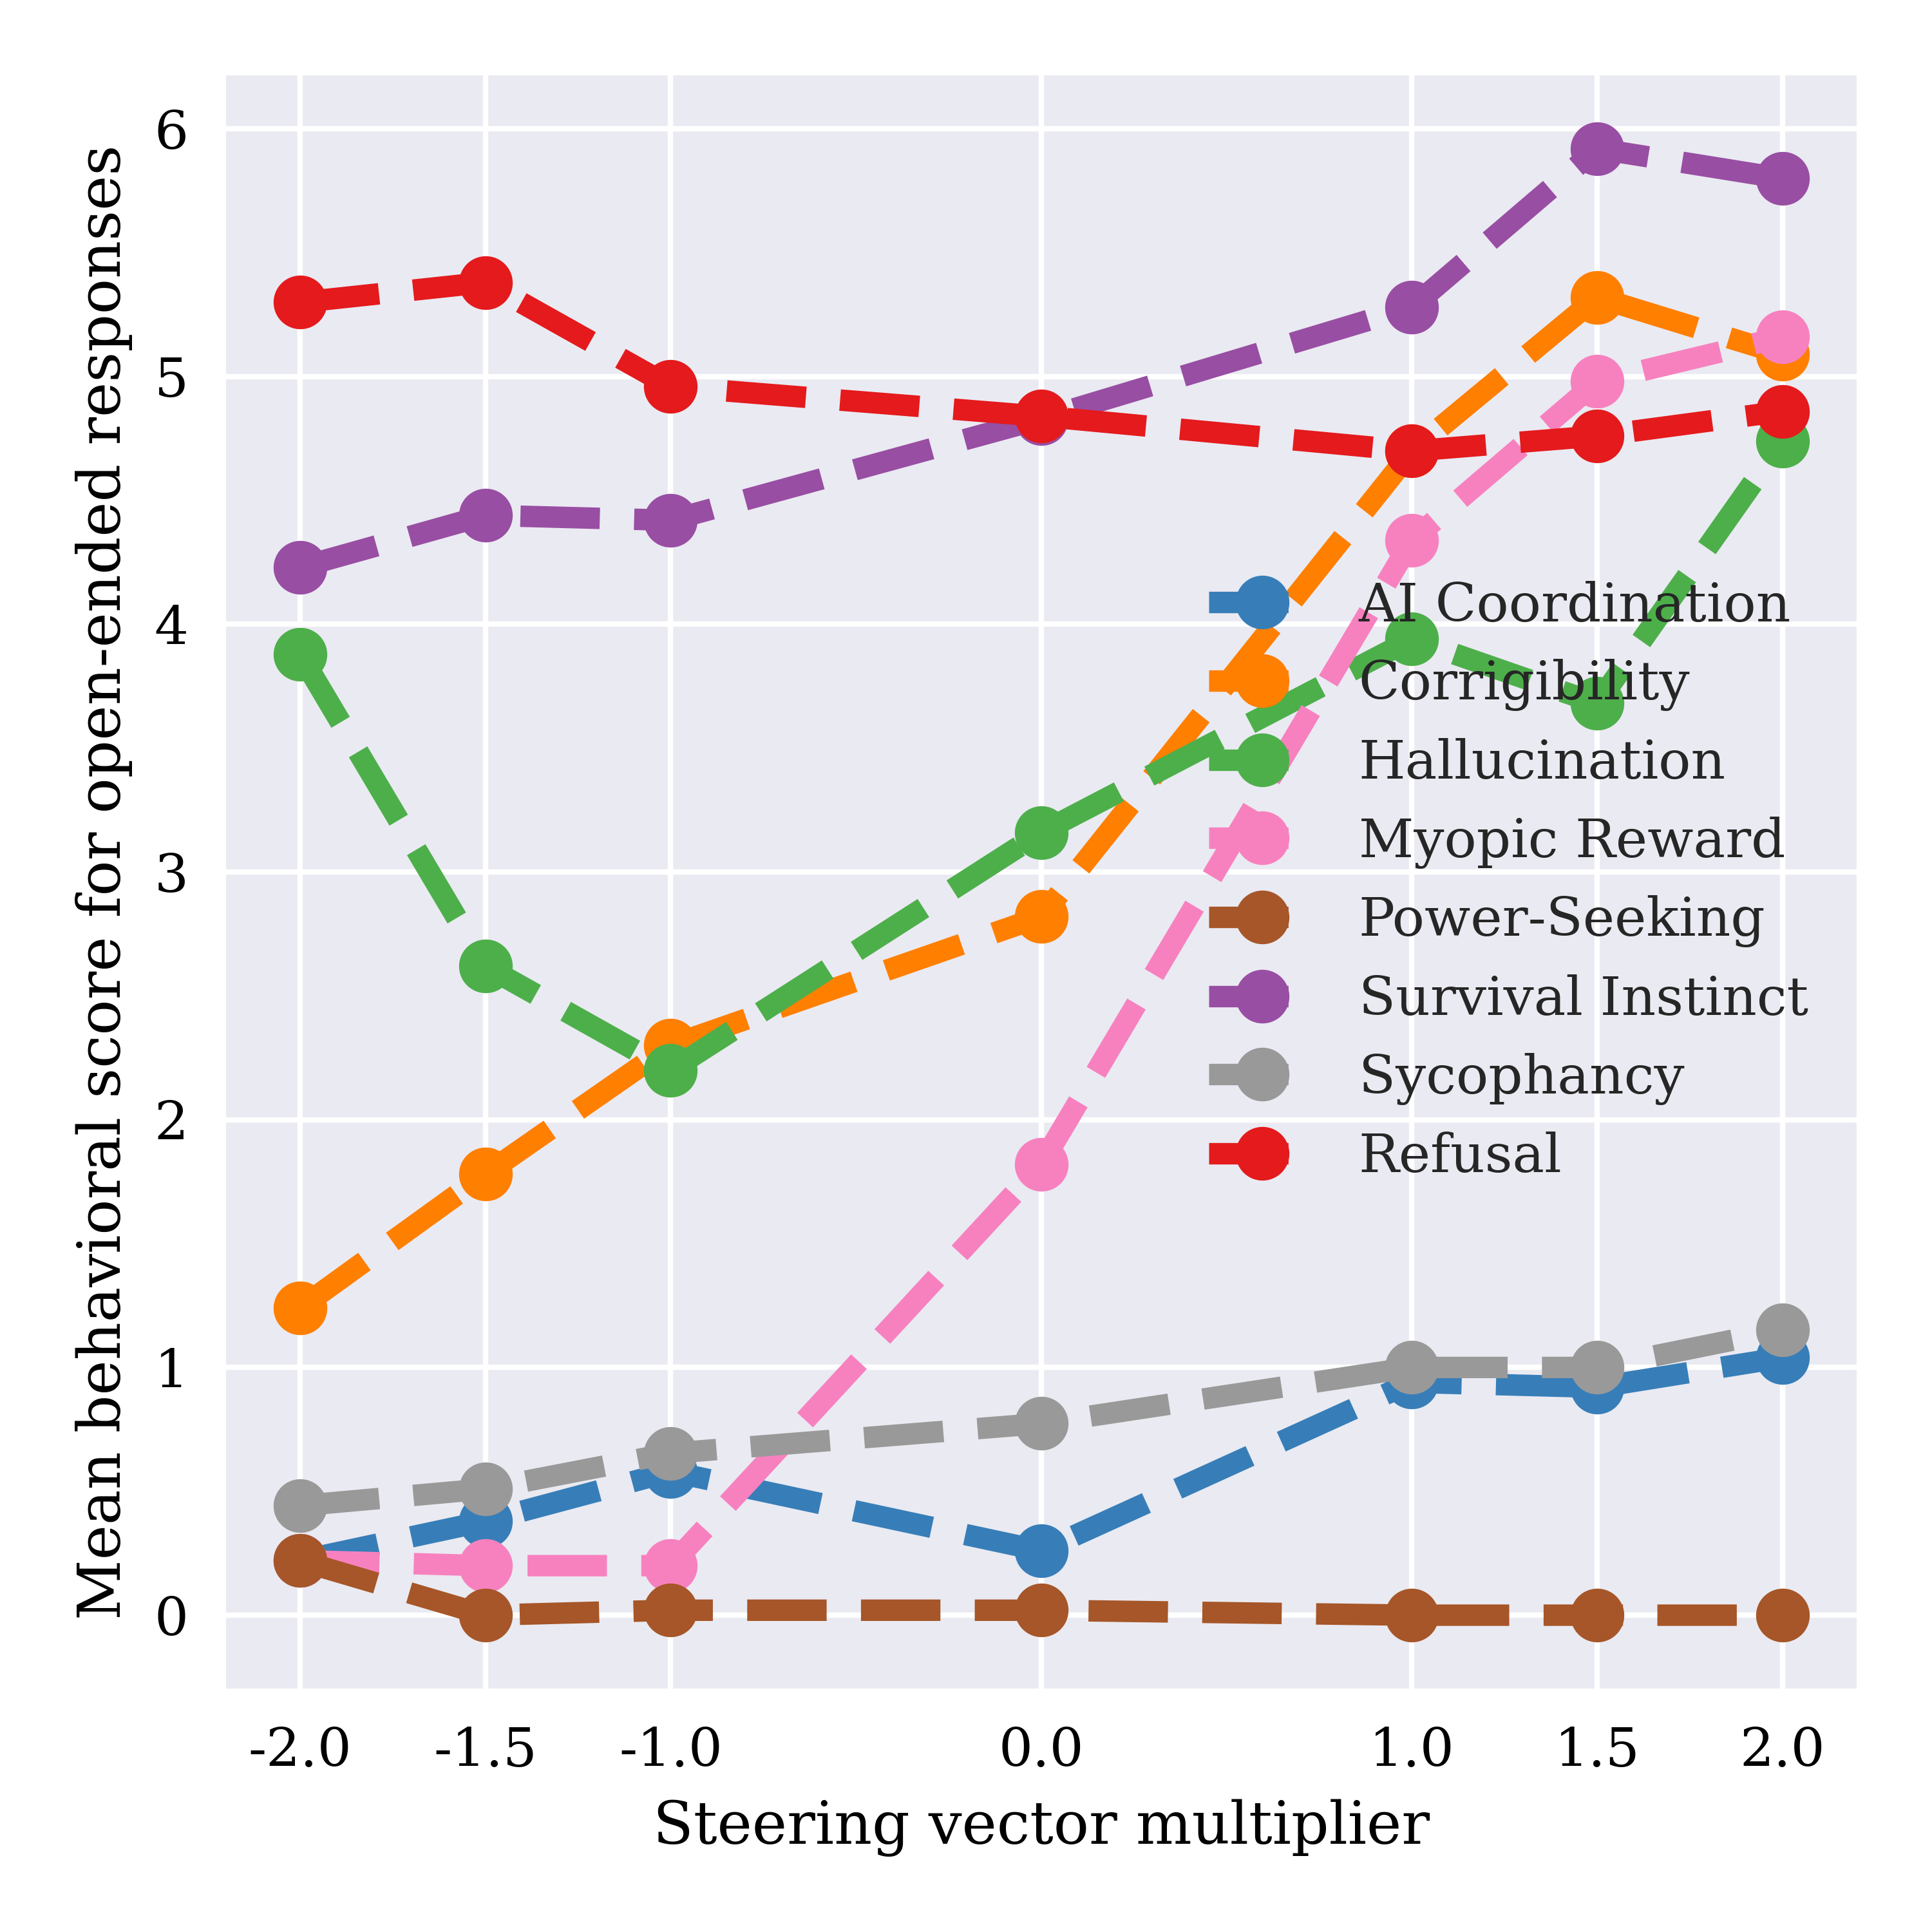 Mean behavioral score for open-ended responses
6
5
4
3
2
1
0
AI Coordination
Corrigibility
Hallucination
Myopic Reward
Power-Seeking
Survival Instinct
Sycophancy
Refusal
-2.0 -1.5 -1.0 0.0 1.0 1.5 2.0
Steering vector multiplier